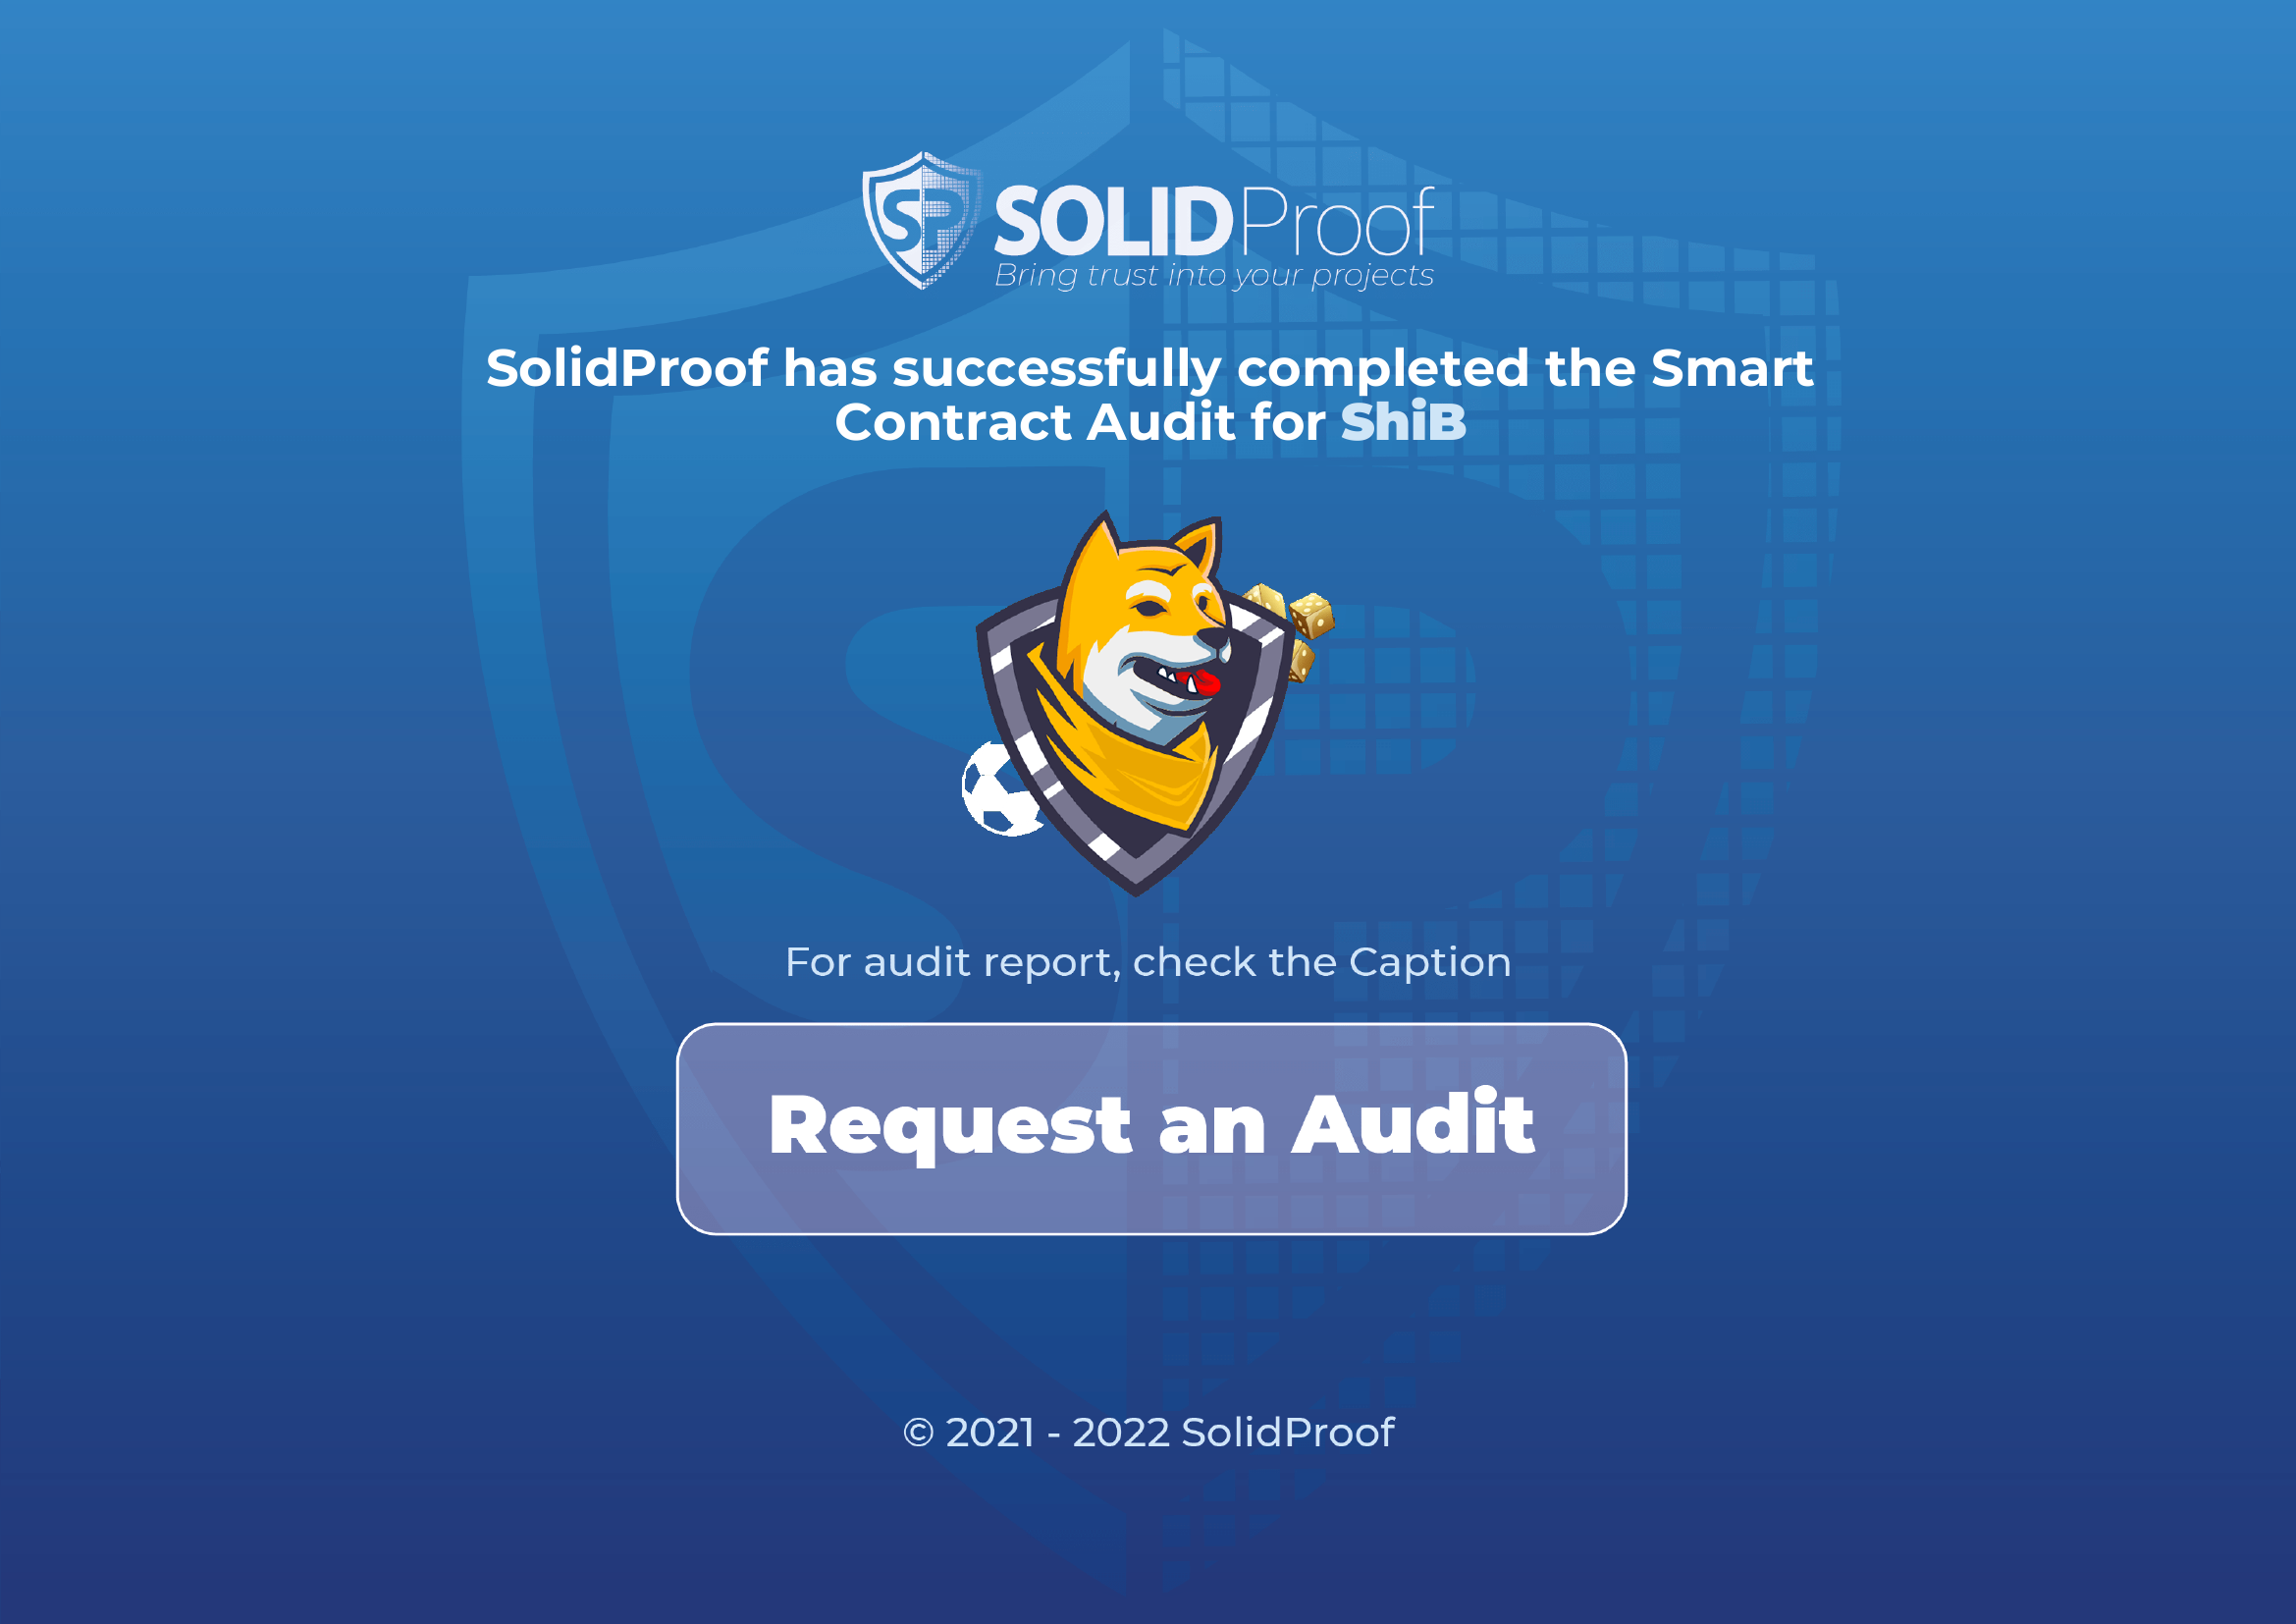 SP SOLIDProof
Bring trust into your projects
SolidProof has successfully completed the Smart
Contract Audit for ShiB
For audit report, check the Caption
Request an Audit
© 2021 - 2022 SolidProof